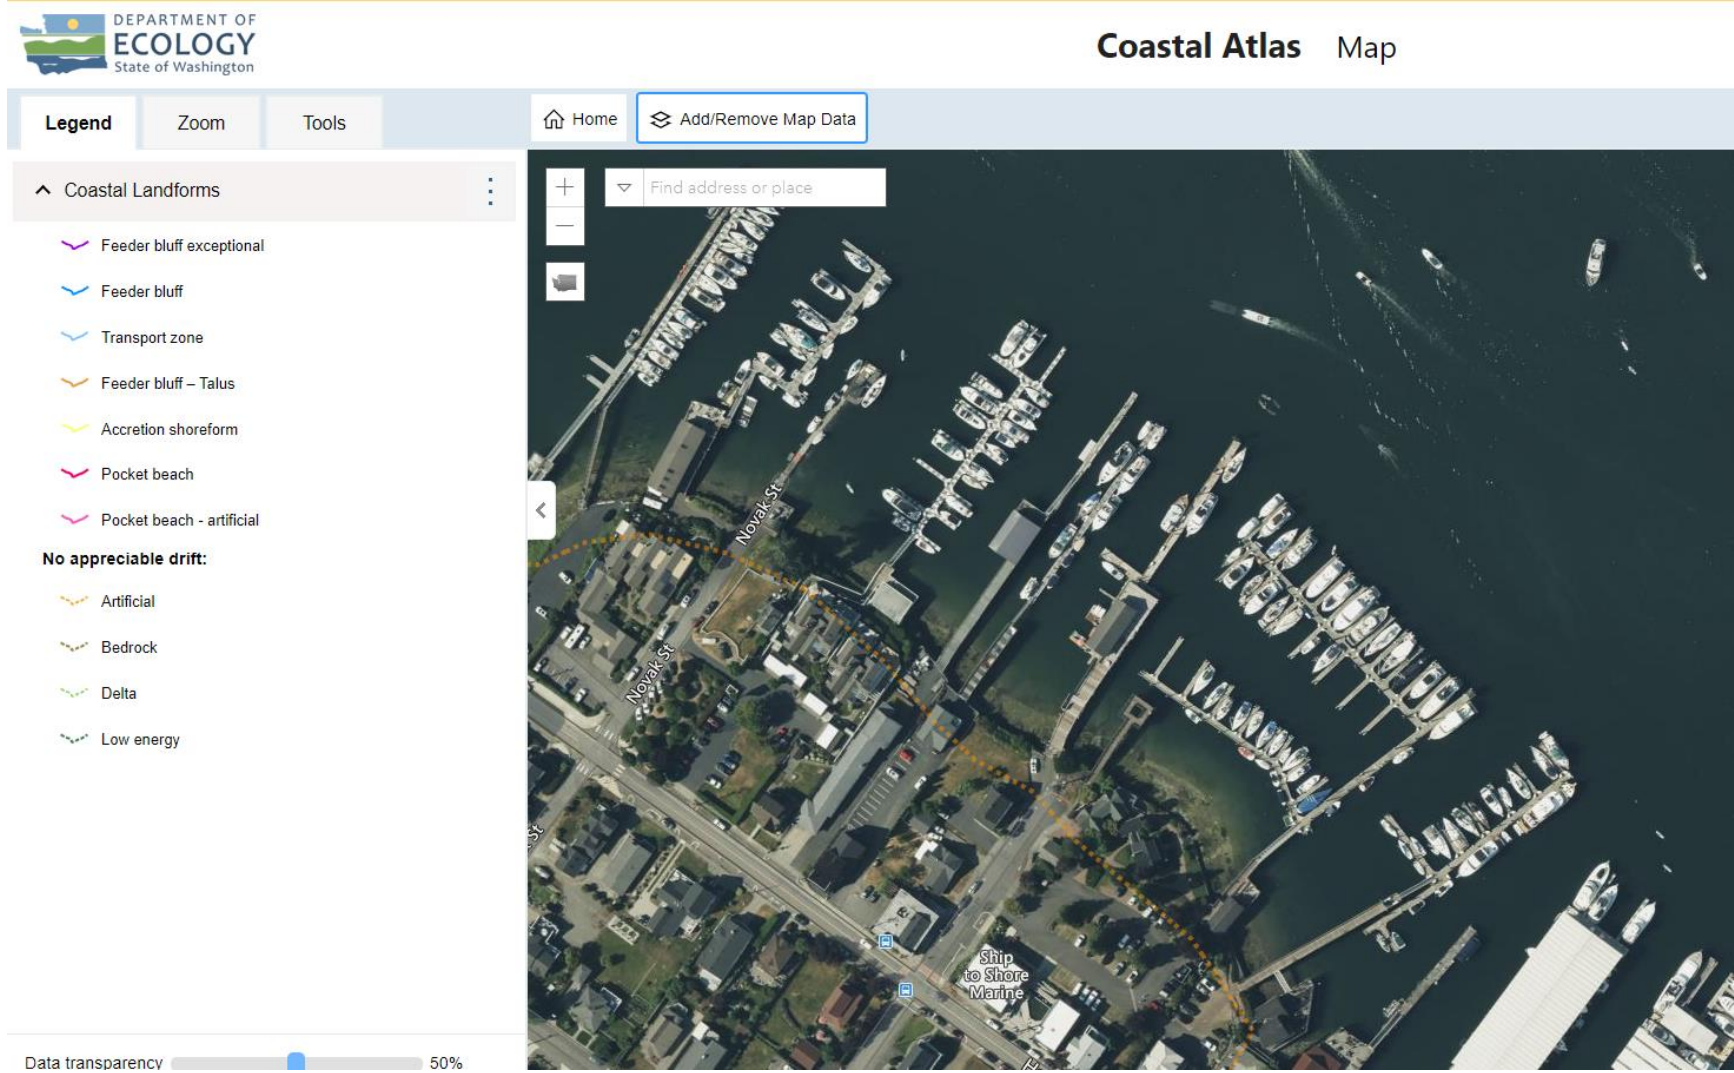 DEPARTMENT OF
ECOLOGY
State of Washington
Coastal Atlas Map
Legend Zoom Tools
Home Add/Remove Map Data
Coastal Landforms
Find address or place
Feeder bluff exceptional
Feeder bluff
Transport zone
Feeder bluff – Talus
Accretion shoreform
Pocket beach
Pocket beach - artificial
No appreciable drift:
Artificial
Bedrock
Delta
Low energy
Data transparency 50%
Novak St
Novak St
St
Ship
to Shore
Marine
H